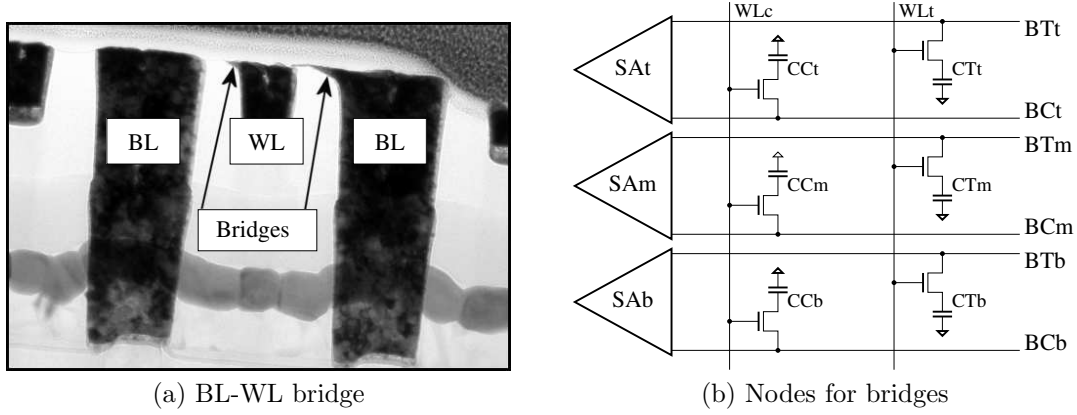 BL
WL
BL
Bridges
(a) BL-WL bridge
WLc
WLt
BTt
SAt
CCt
CTt
BCt
BTm
SAm
CCm
CTm
BCm
BTb
SAb
CCb
CTb
BCb
(b) Nodes for bridges